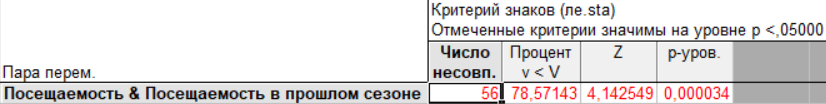 Критерий знаков (ле.sta)
Отмеченные критерии значимы на уровне p <,05000
Число Процент Z p-уров.
Пара перем. несовп. v < V
Посещаемость & Посещаемость в прошлом сезоне 56 78,57143 4,142549 0,000034